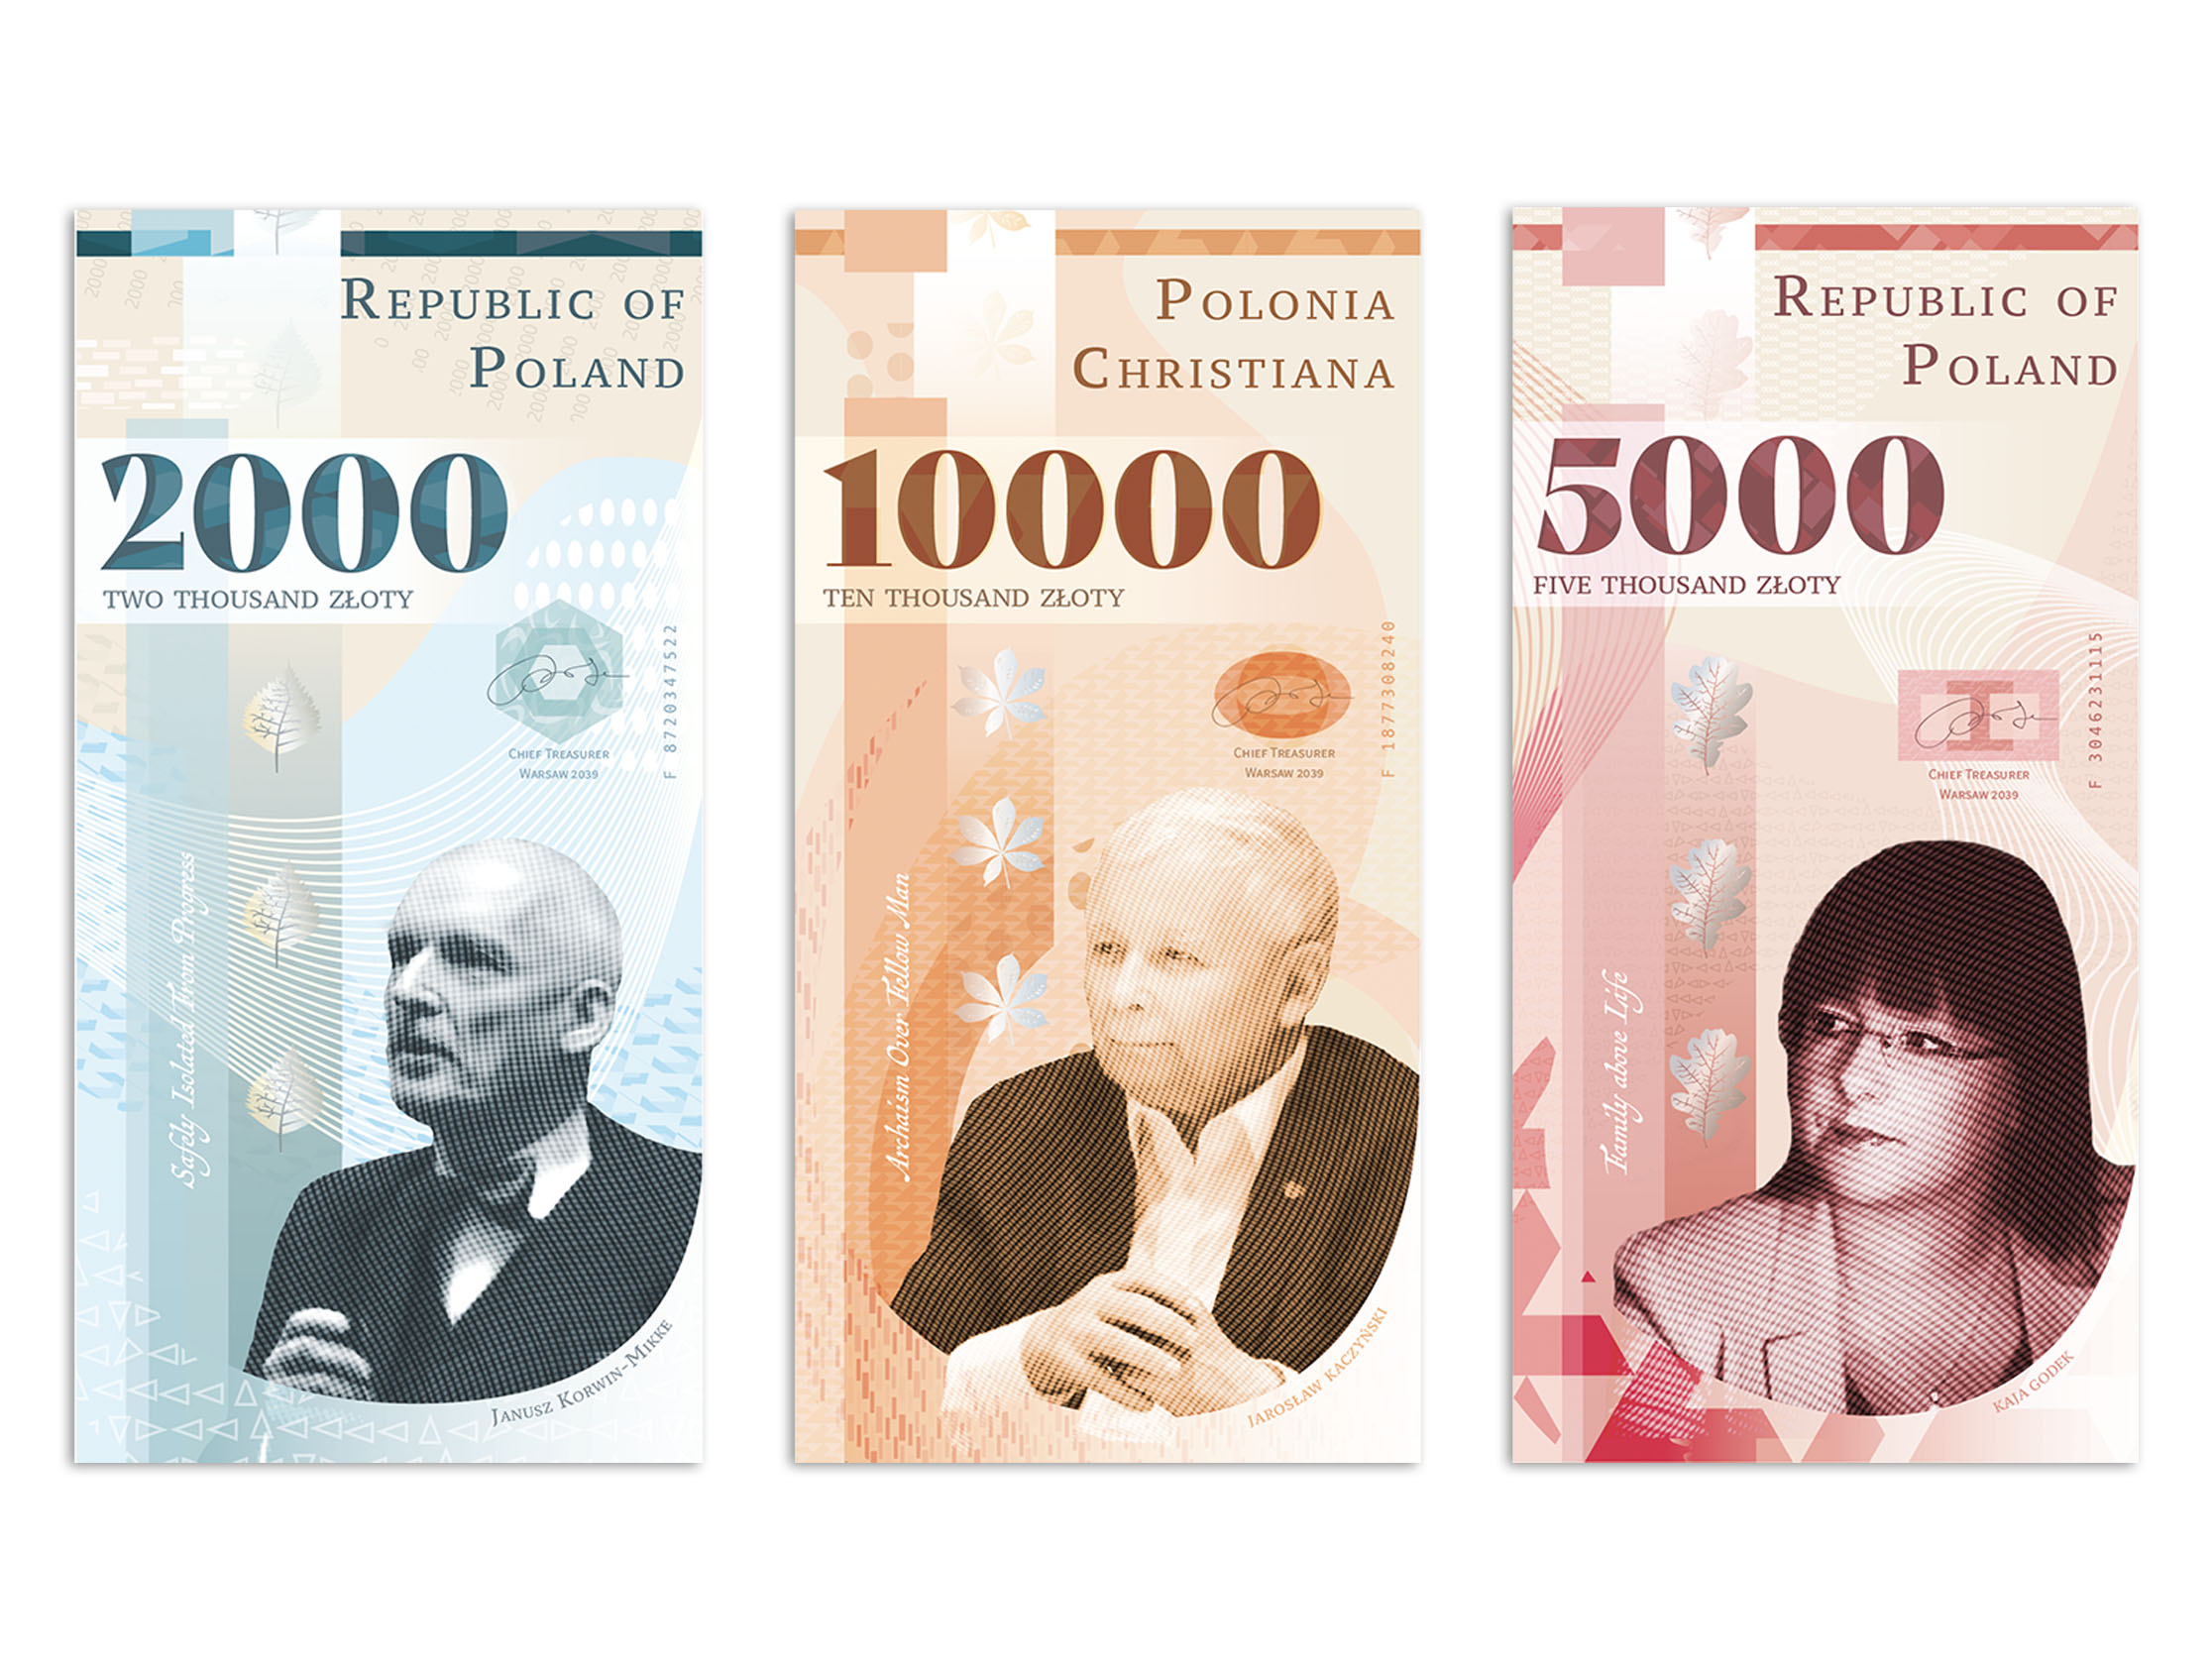 REPUBLIC OF
POLAND
2000
TWO THOUSAND ZŁOTY
CHIEF TREASURER
WARSAW 2039
F 8720347522
Safely Isolated From Progress
JANUSZ KORWIN-MIKKE
POLONIA
CHRISTIANA
10000
TEN THOUSAND ZŁOTY
CHIEF TREASURER
WARSAW 2039
F 1877308240
Archaism Over Fellow Man
JAROSŁAW KACZYŃSKI
REPUBLIC OF
POLAND
5000
FIVE THOUSAND ZŁOTY
CHIEF TREASURER
WARSAW 2039
F 3046231115
Family above Life
KAJA GODEK